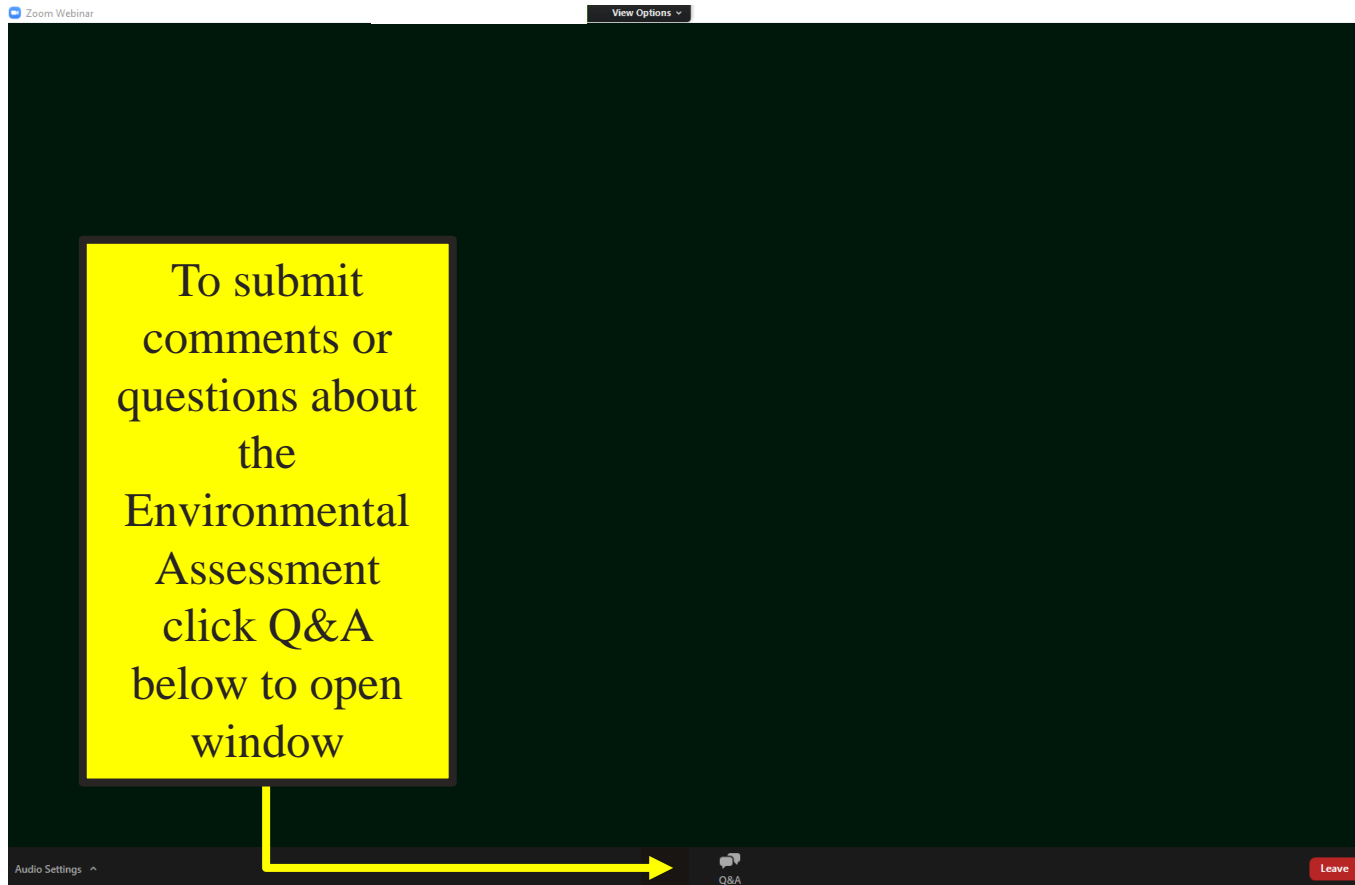 Zoom Webinar
View Options
To submit
comments or
questions about
the
Environmental
Assessment
click Q&A
below to open
window
Audio Settings
Q&A
Leave